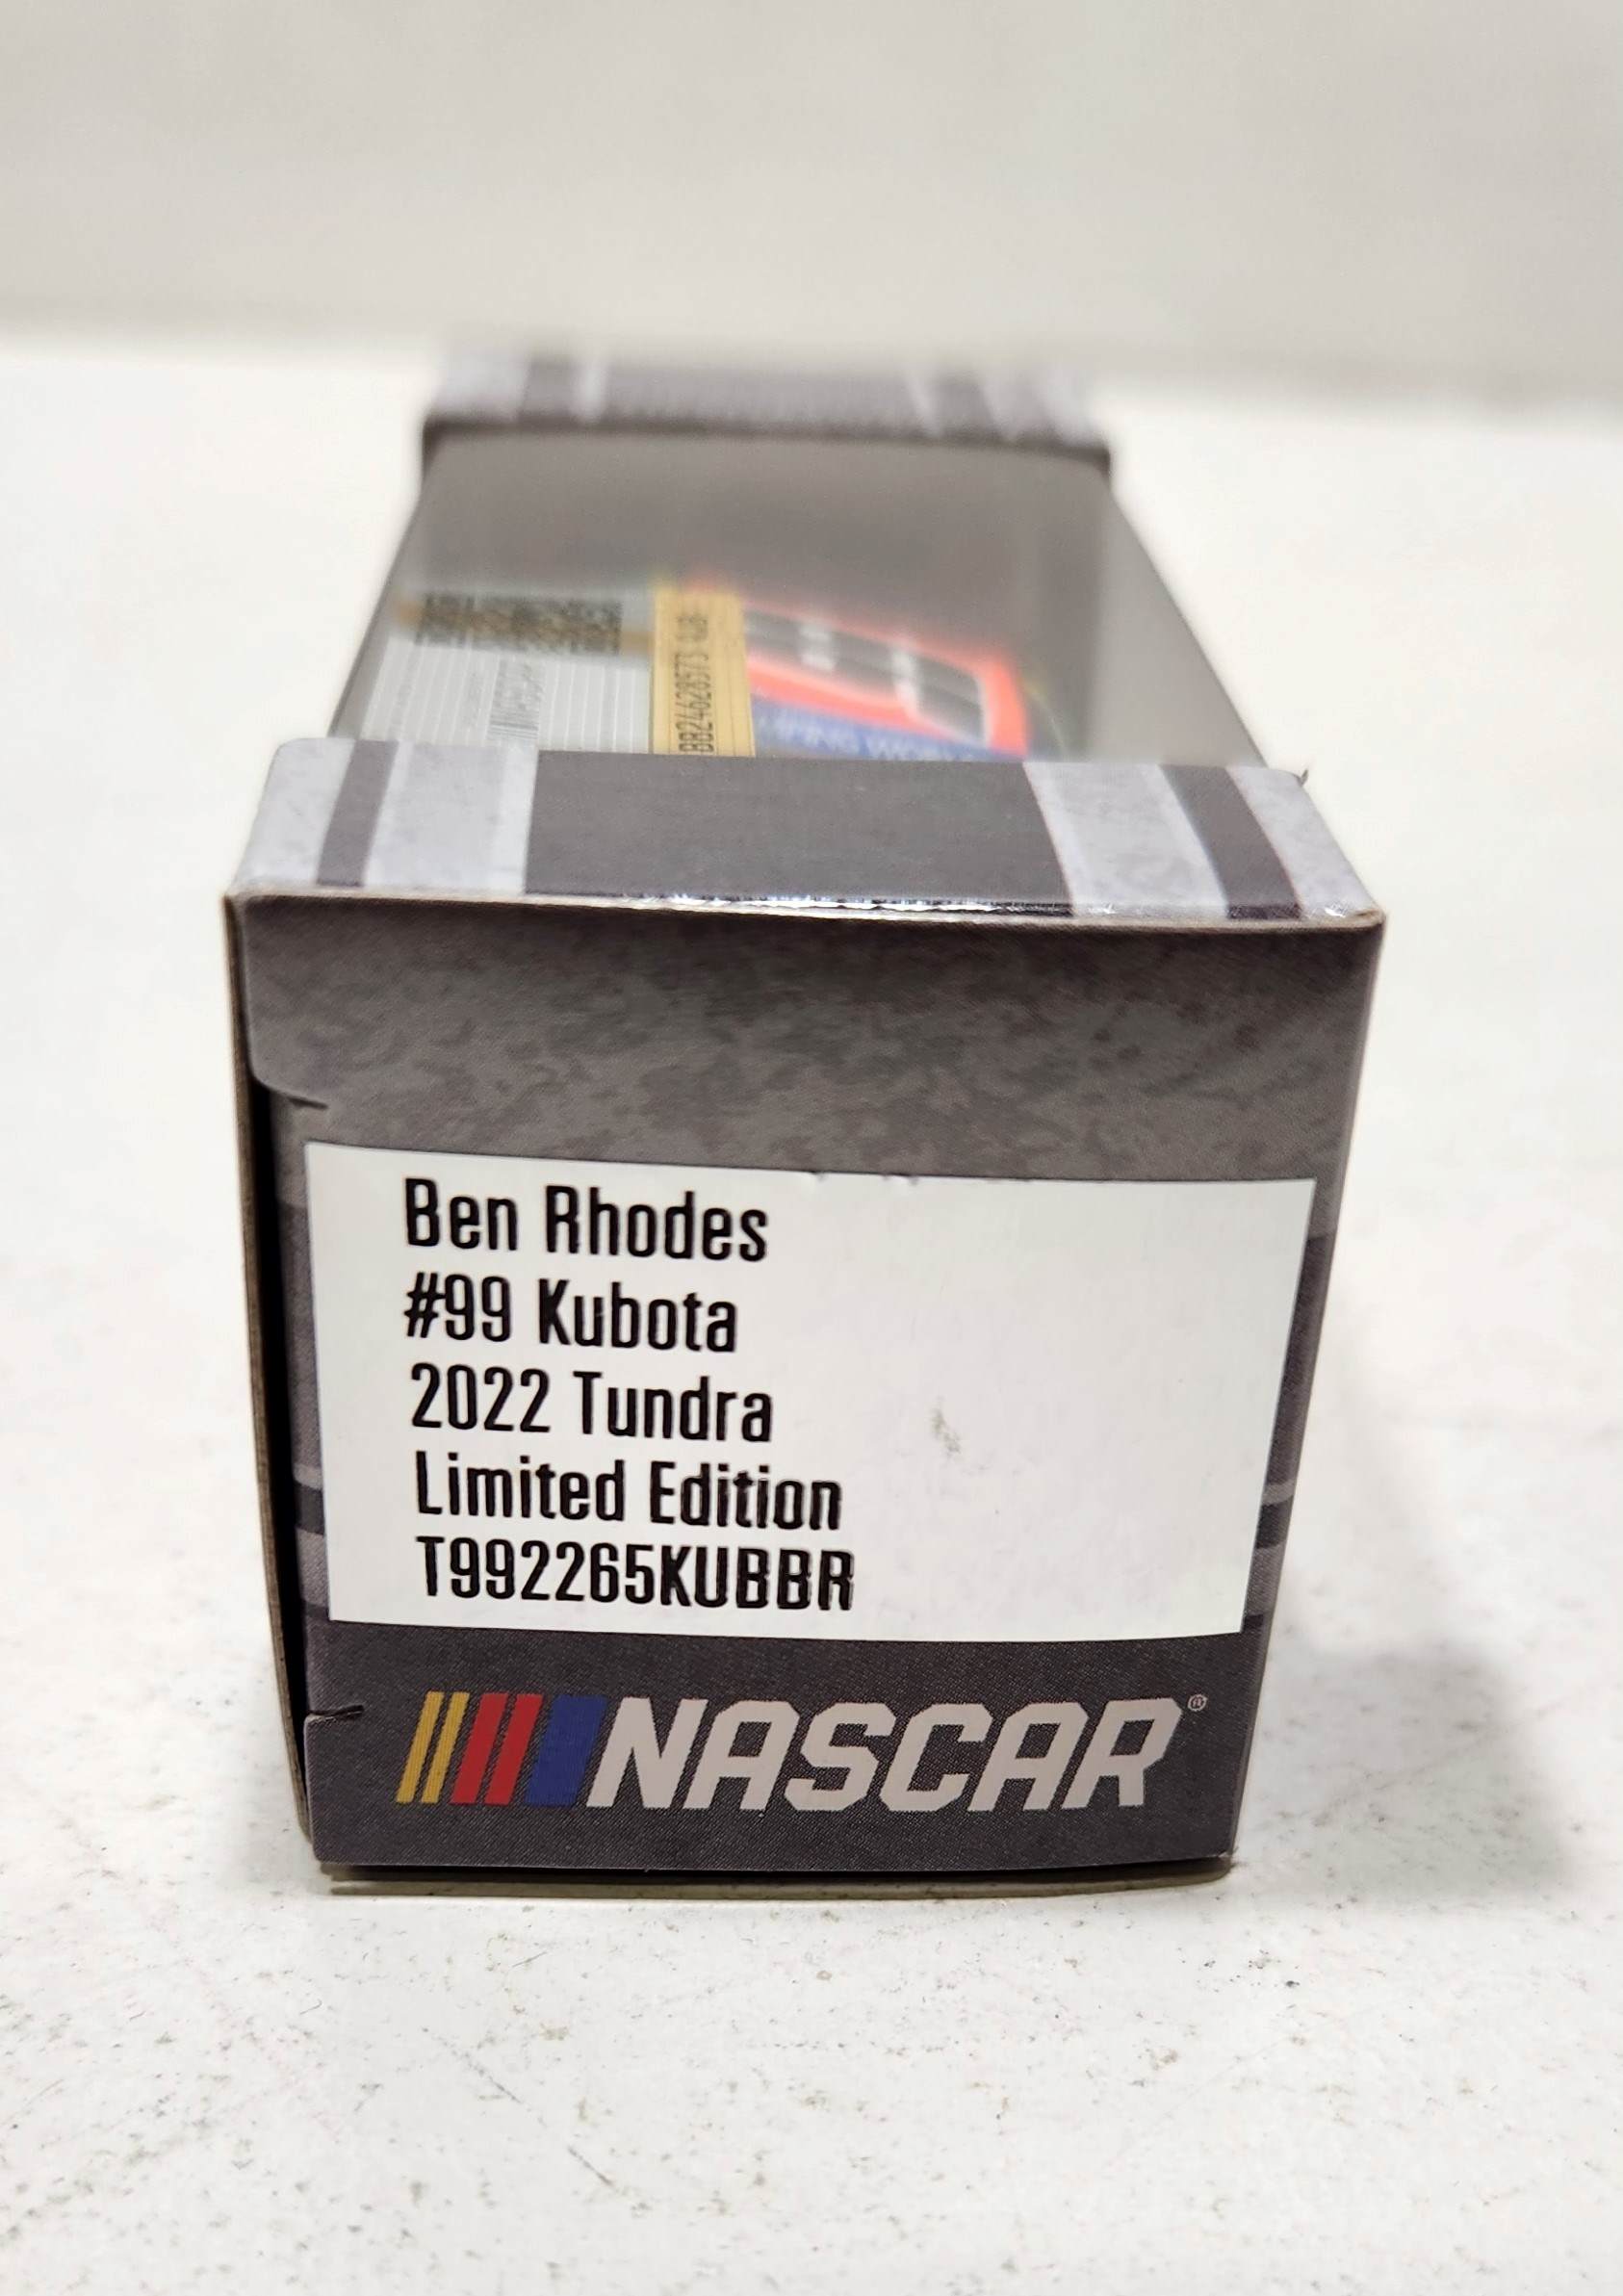 Ben Rhodes
#99 Kubota
2022 Tundra
Limited Edition
T992265KUBBR
NASCAR®